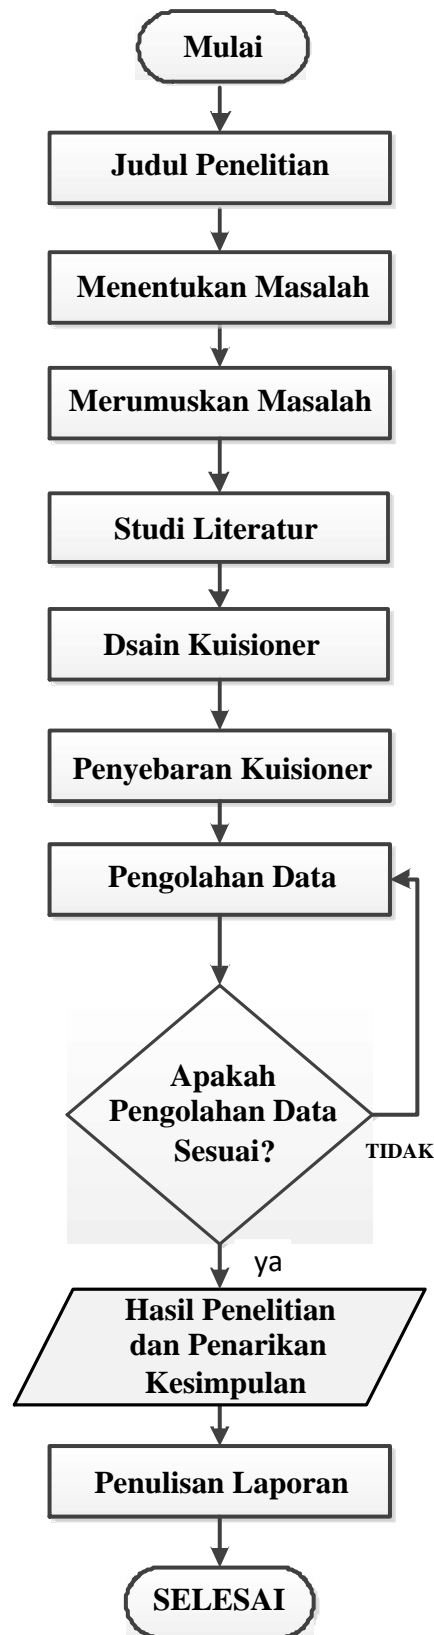 Mulai
Judul Penelitian
Menentukan Masalah
Merumuskan Masalah
Studi Literatur
Dsain Kuisioner
Penyebaran Kuisioner
Pengolahan Data
Apakah
Pengolahan Data
Sesuai?
TIDAK
ya
Hasil Penelitian
dan Penarikan
Kesimpulan
Penulisan Laporan
SELESAI